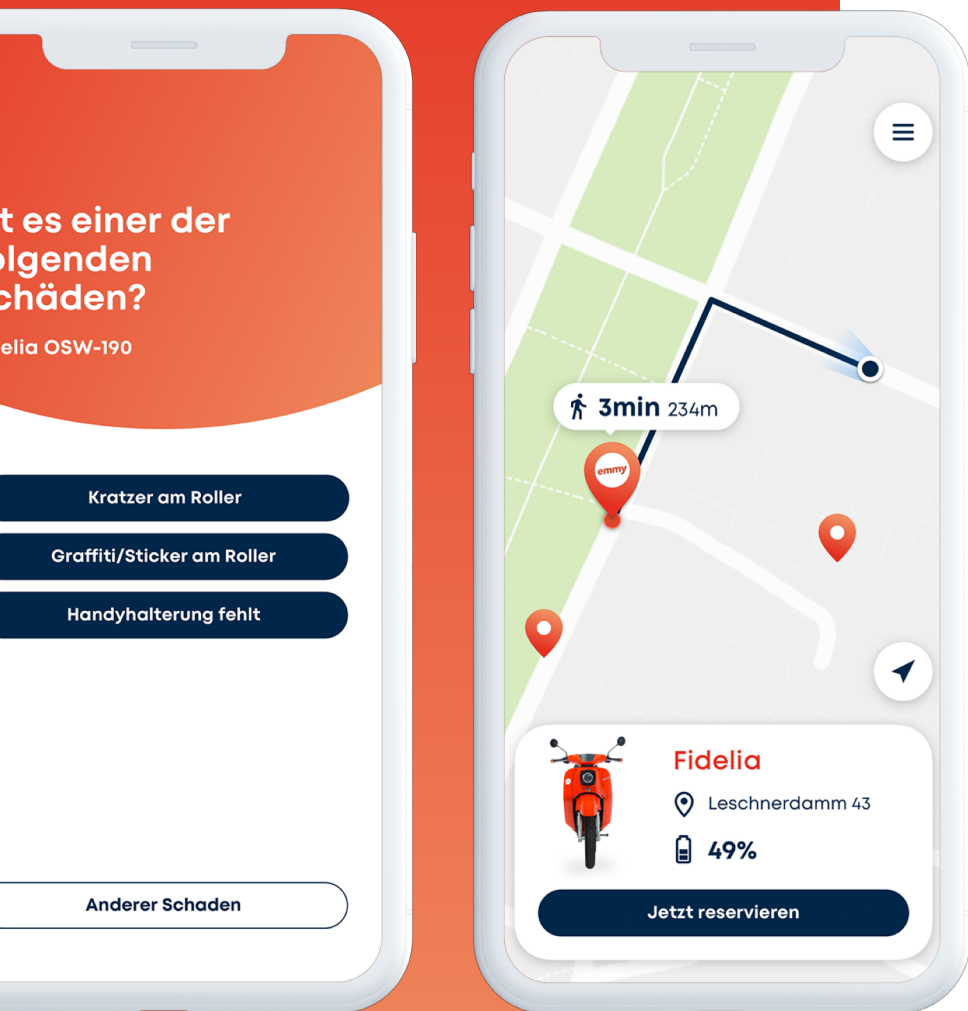 t es einer der
olgenden
chäden?
elia OSW-190
Kratzer am Roller
Graffiti/Sticker am Roller
Handyhalterung fehlt
Anderer Schaden
3min 234m
emmy
Fidelia
Leschnerdamm 43
49%
Jetzt reservieren